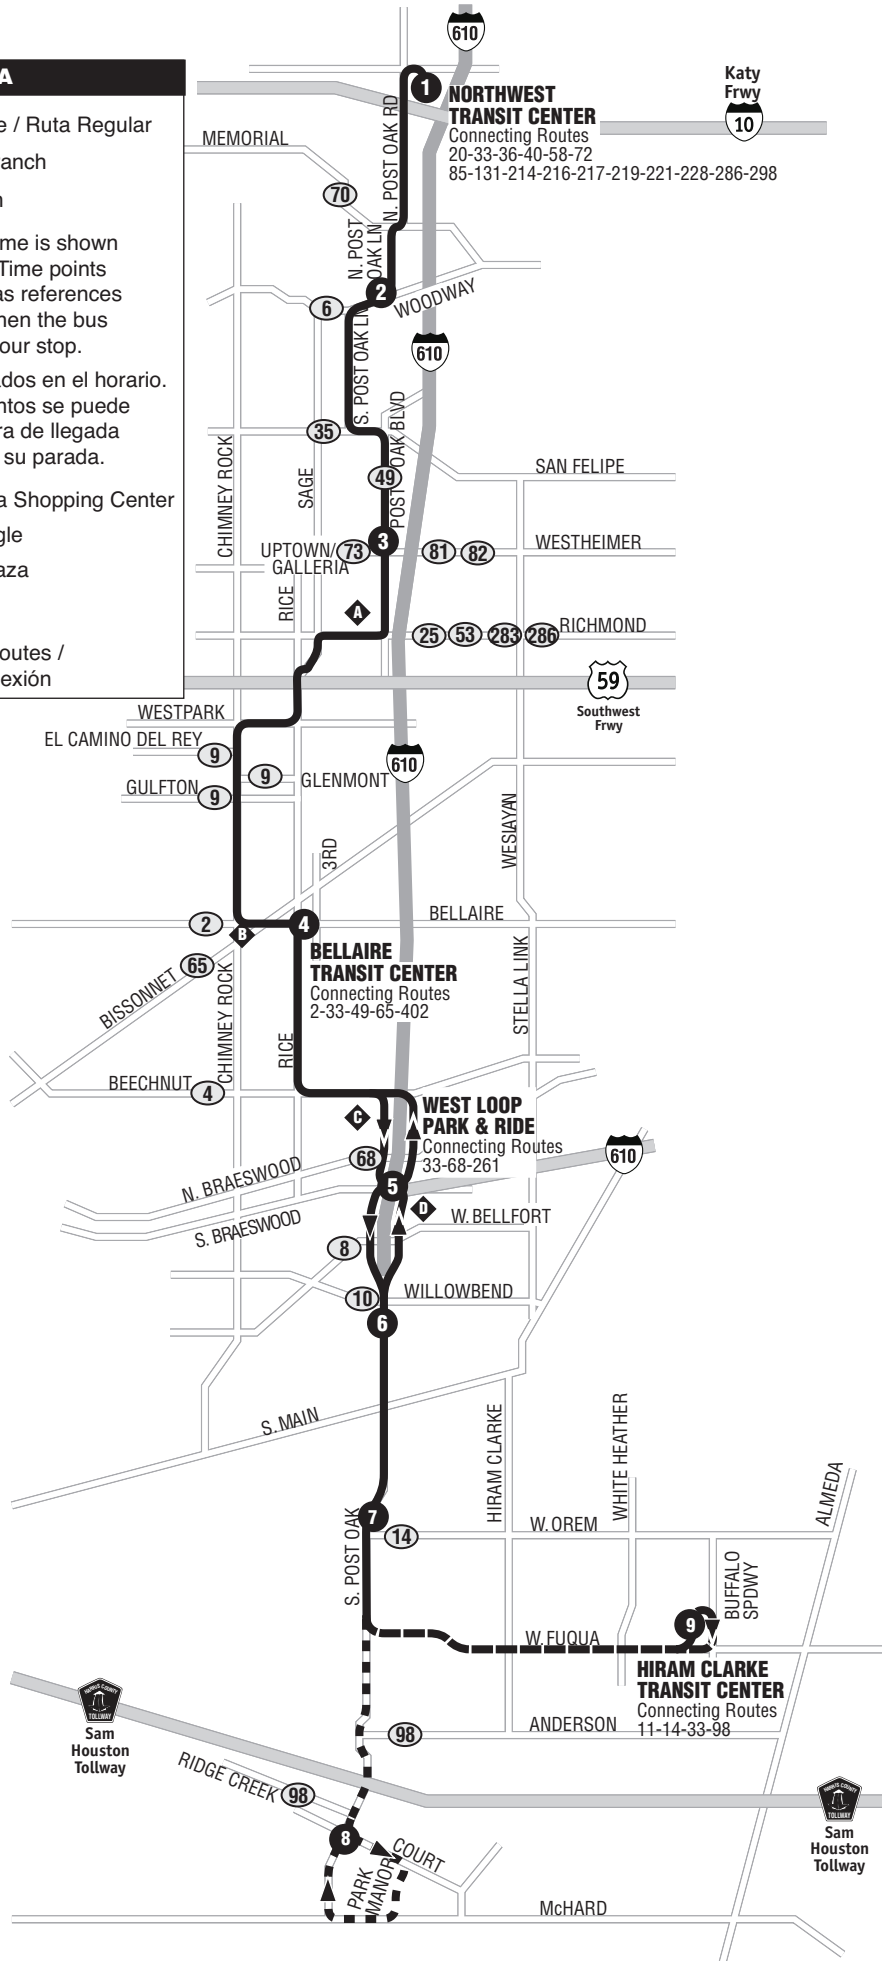 610
A
Katy
Frwy
10
1
NORTHWEST
TRANSIT CENTER
Connecting Routes
20-33-36-40-58-72
85-131-214-216-217-219-221-228-286-298
e / Ruta Regular
anch
me is shown
Time points
as references
hen the bus
our stop.
ados en el horario.
ntos se puede
ra de llegada
su parada.
a Shopping Center
gle
aza
outes /
exión
MEMORIAL
N. POST OAK RD
70
N. POST
OAK LN
2
WOODWAY
6
610
S. POST OAK LN
POST OAK BLVD
35
CHIMNEY ROCK
SAGE
49
SAN FELIPE
3
UPTOWN/
GALLERIA
73
81
82
WESTHEIMER
RICE
A
25
53
283
286
RICHMOND
59
Southwest
Frwy
WESTPARK
EL CAMINO DEL REY
9
610
9
GLENMONT
GULFTON
9
WESLAYAN
3RD
2
4
BELLAIRE
B
BELLAIRE
TRANSIT CENTER
Connecting Routes
2-33-49-65-402
65
BISSONNET
CHIMNEY ROCK
STELLA LINK
RICE
BEECHNUT
4
C
WEST LOOP
PARK & RIDE
Connecting Routes
33-68-261
610
68
N. BRAESWOOD
5
D
S. BRAESWOOD
W. BELLFORT
8
10
WILLOWBEND
6
S. MAIN
HIRAM CLARKE
WHITE HEATHER
ALMEDA
7
S. POST OAK
14
W. OREM
BUFFALO
SPDWY
9
W. FUQUA
HIRAM CLARKE
TRANSIT CENTER
Connecting Routes
11-14-33-98
HARRIS COUNTY
TOLLWAY
Sam
Houston
Tollway
98
ANDERSON
RIDGE CREEK
98
8
COURT
PARK
MANOR
HARRIS COUNTY
TOLLWAY
Sam
Houston
Tollway
McHARD